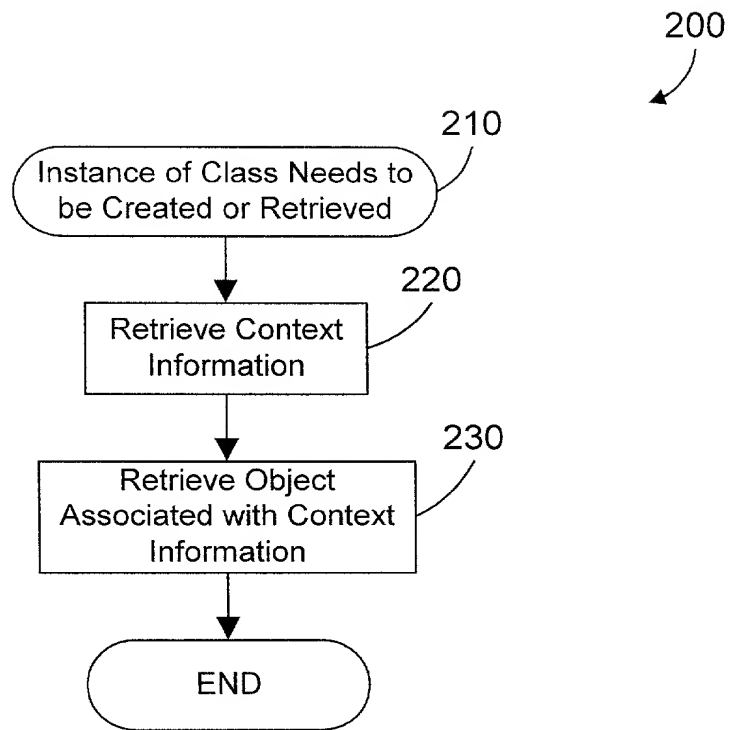 200
210
Instance of Class Needs to
be Created or Retrieved
220
Retrieve Context
Information
230
Retrieve Object
Associated with Context
Information
END